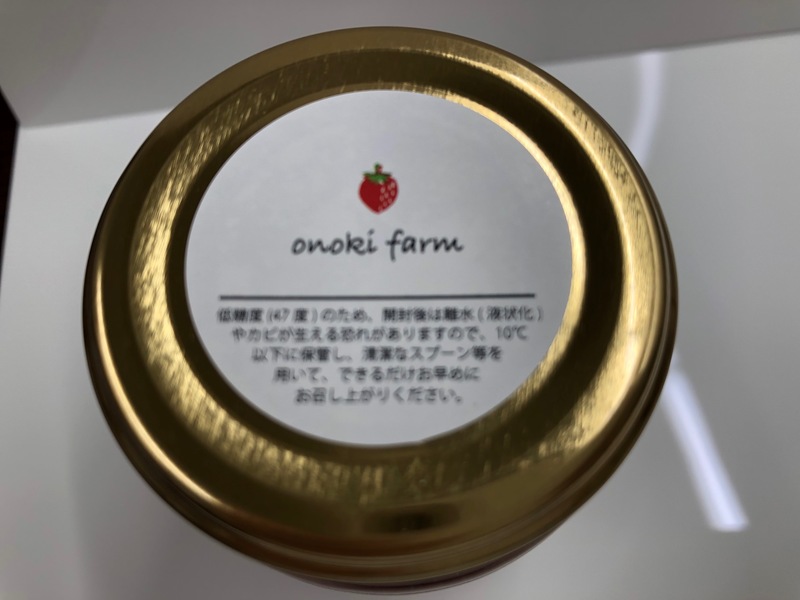 onoki farm
低糖度(47度)のため、開封後は離水(液状化)
やカビが生える恐れがありますので、10℃
以下に保管し、清潔なスプーン等を
用いて、できるだけお早めに
お召し上がりください。